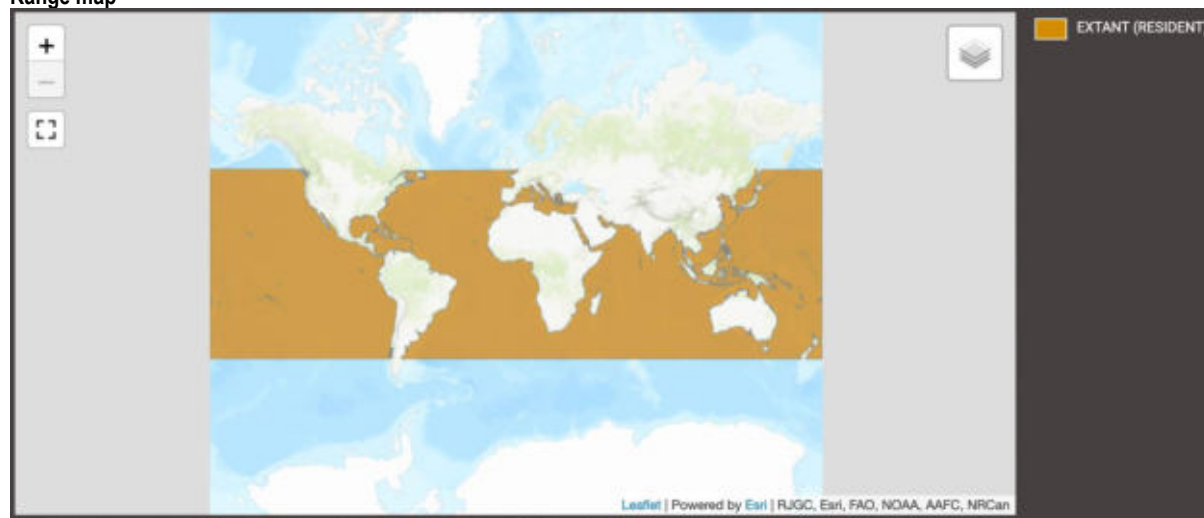 Range map
+
−
EXTANT (RESIDENT
Leaflet | Powered by Esri | RJGC, Esri, FAO, NOAA, AAFC, NRCan